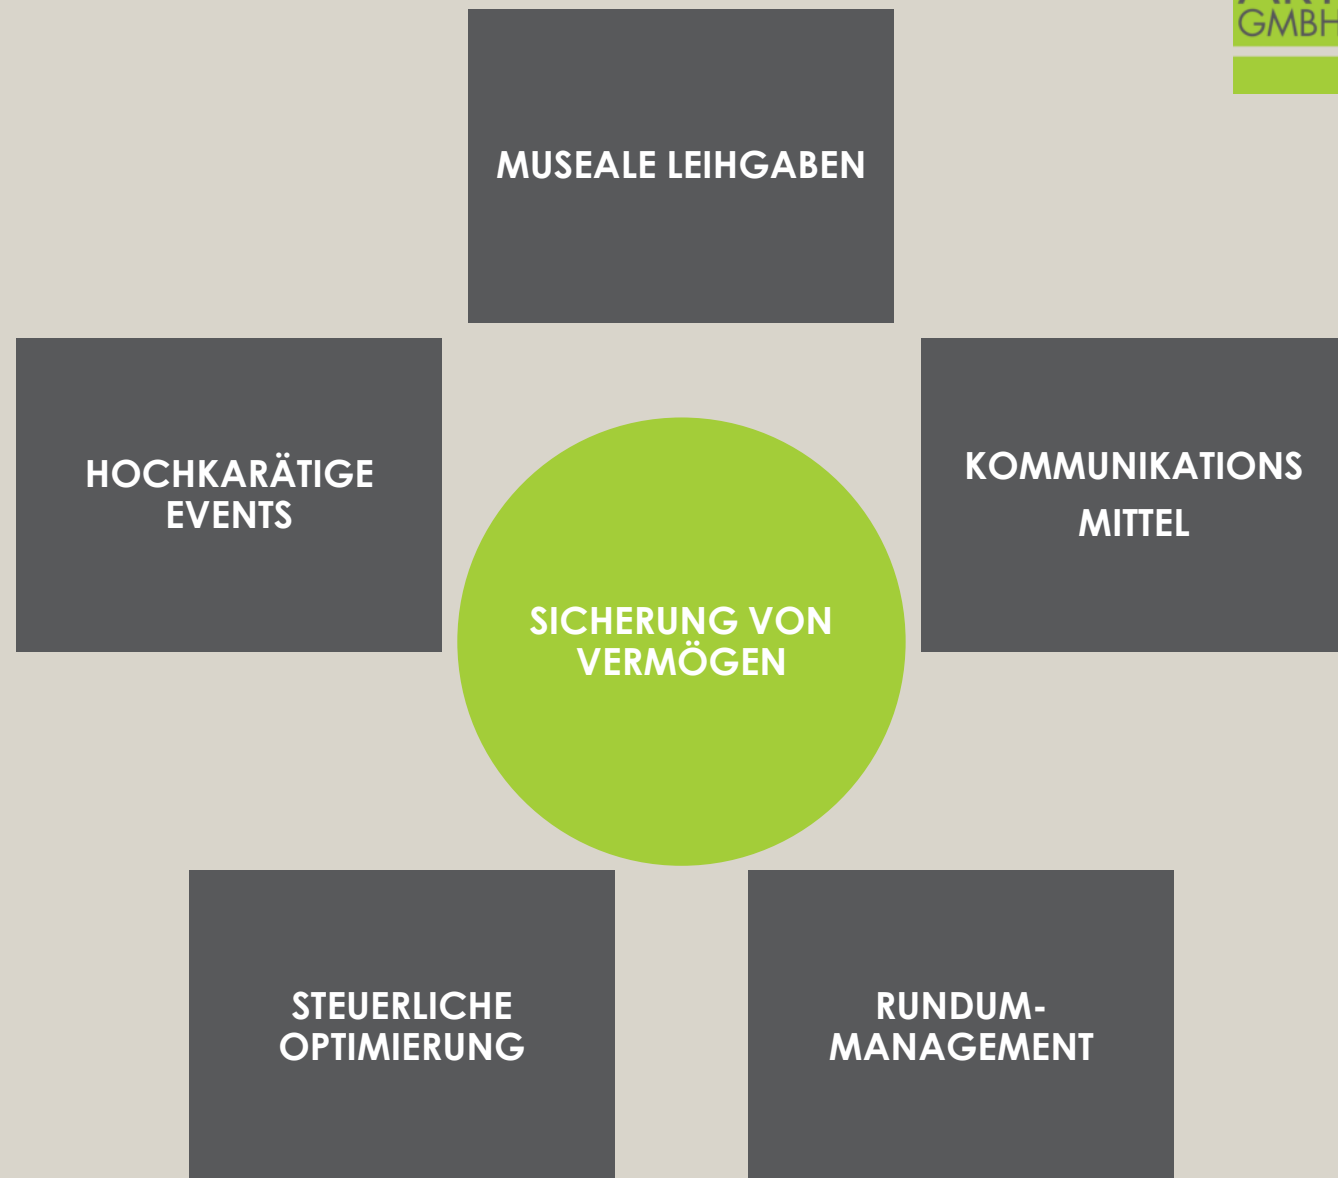 GMBH
MUSEALE LEIHGABEN
HOCHKARÄTIGE
EVENTS
KOMMUNIKATIONS
MITTEL
SICHERUNG VON
VERMÖGEN
STEUERLICHE
OPTIMIERUNG
RUNDUM-
MANAGEMENT